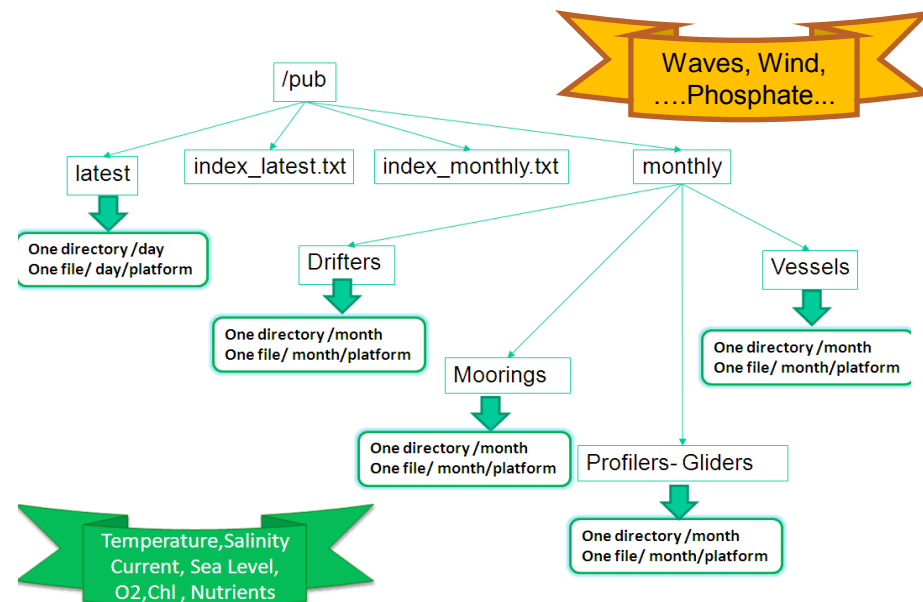 Waves, Wind,
....Phosphate...
/pub
latest
index_latest.txt
index_monthly.txt
monthly
One directory /day
One file/ day/platform
Drifters
Vessels
One directory /month
One file/ month/platform
One directory /month
One file/ month/platform
Moorings
One directory /month
One file/ month/platform
Profilers- Gliders
One directory /month
One file/ month/platform
Temperature,Salinity
Current, Sea Level,
O2,Chl , Nutrients